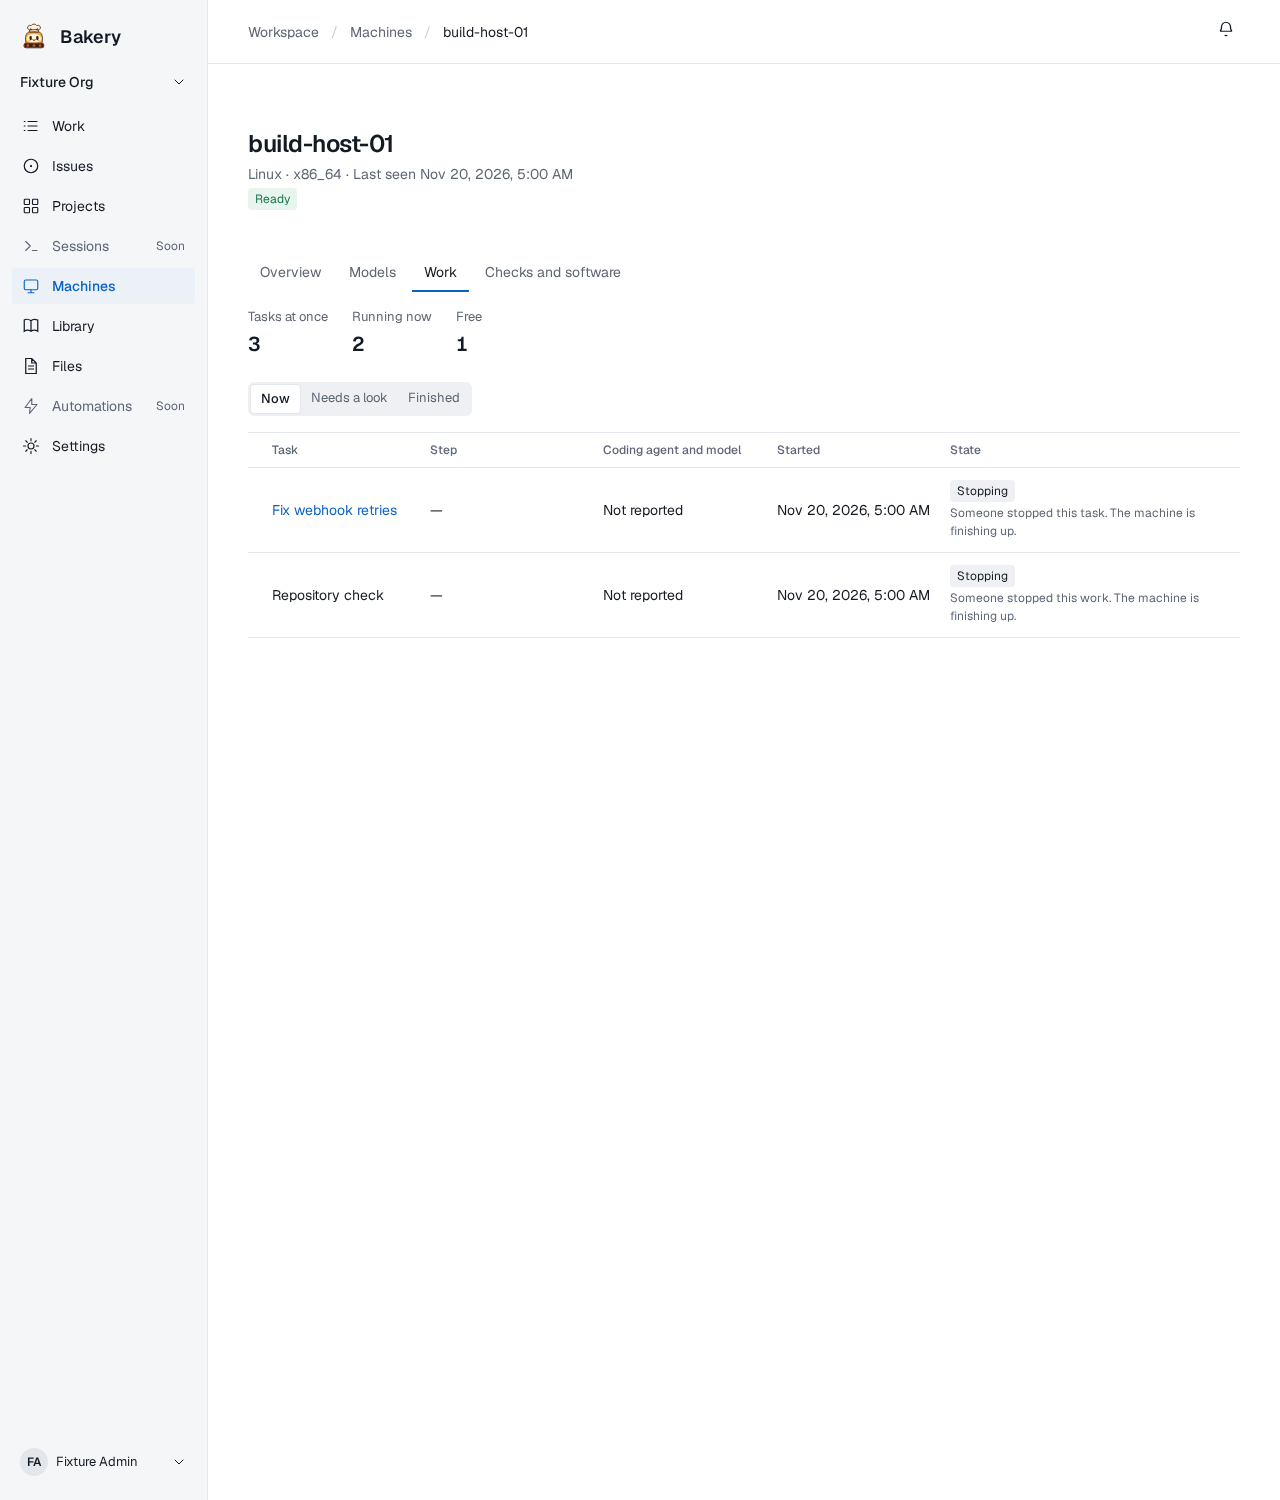 Bakery
Fixture Org
Work
Issues
Projects
Sessions Soon
Machines
Library
Files
Automations Soon
Settings
FA Fixture Admin
Workspace / Machines / build-host-01
build-host-01
Linux · x86_64 · Last seen Nov 20, 2026, 5:00 AM
Ready
Overview Models Work Checks and software
Tasks at once Running now Free
3 2 1
Now Needs a look Finished
Task Step Coding agent and model Started State
Fix webhook retries — Not reported Nov 20, 2026, 5:00 AM Stopping
Someone stopped this task. The machine is
finishing up.
Repository check — Not reported Nov 20, 2026, 5:00 AM Stopping
Someone stopped this work. The machine is
finishing up.